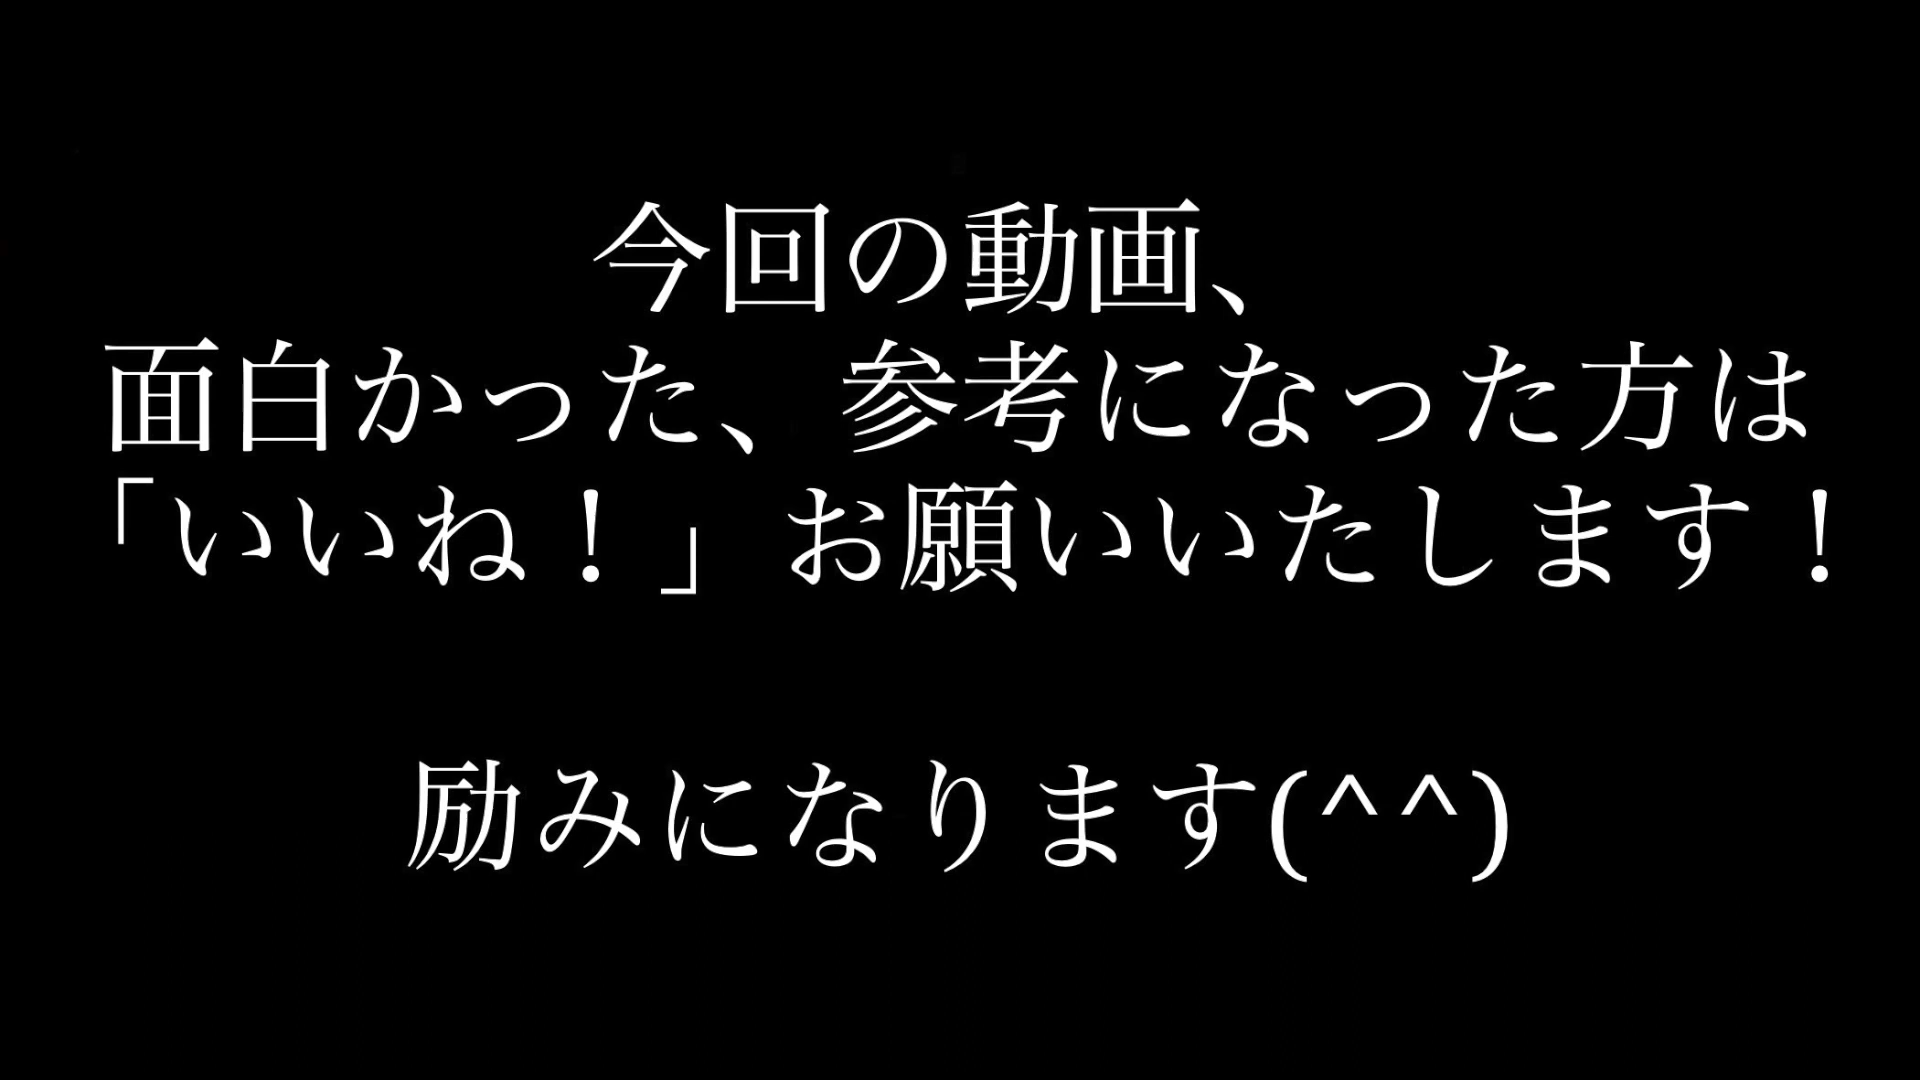 今回の動画、
面白かった、参考になった方は
「いいね！」お願いいたします！
励みになります(^^)